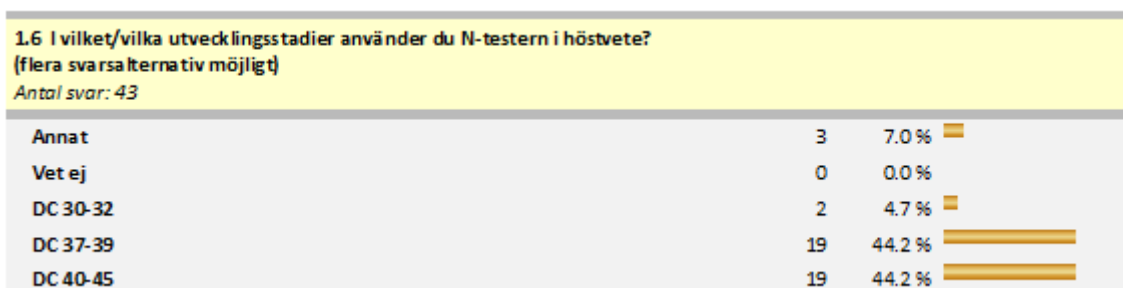 1.6 I vilket/vilka utvecklingsstadier använder du N-testern i höstvete?
(flera svarsalternativ möjligt)
Antal svar: 43
Annat 3 7.0 %
Vet ej 0 0.0 %
DC 30-32 2 4.7 %
DC 37-39 19 44.2 %
DC 40-45 19 44.2 %